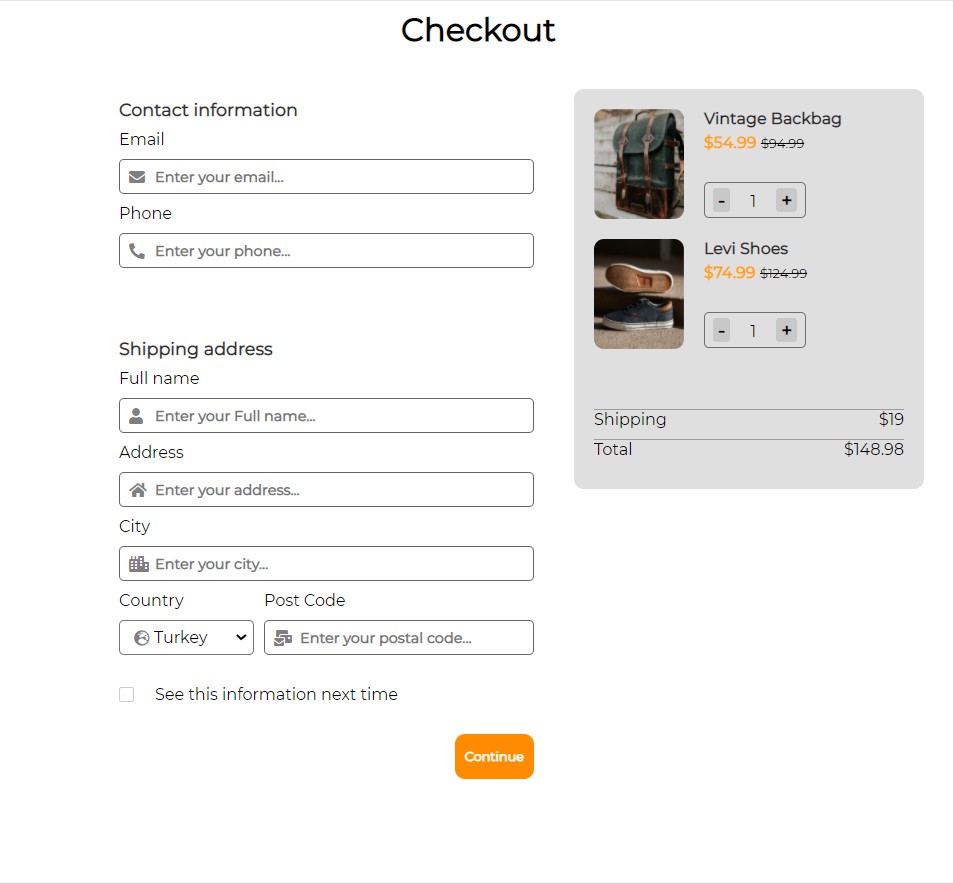 Checkout
Contact information
Email
Enter your email...
Phone
Enter your phone...
Shipping address
Full name
Enter your Full name...
Address
Enter your address...
City
Enter your city...
Country Post Code
Turkey Enter your postal code...
See this information next time
Continue
Vintage Backbag
$54.99 $94.99
- 1 +
Levi Shoes
$74.99 $124.99
- 1 +
Shipping $19
Total $148.98